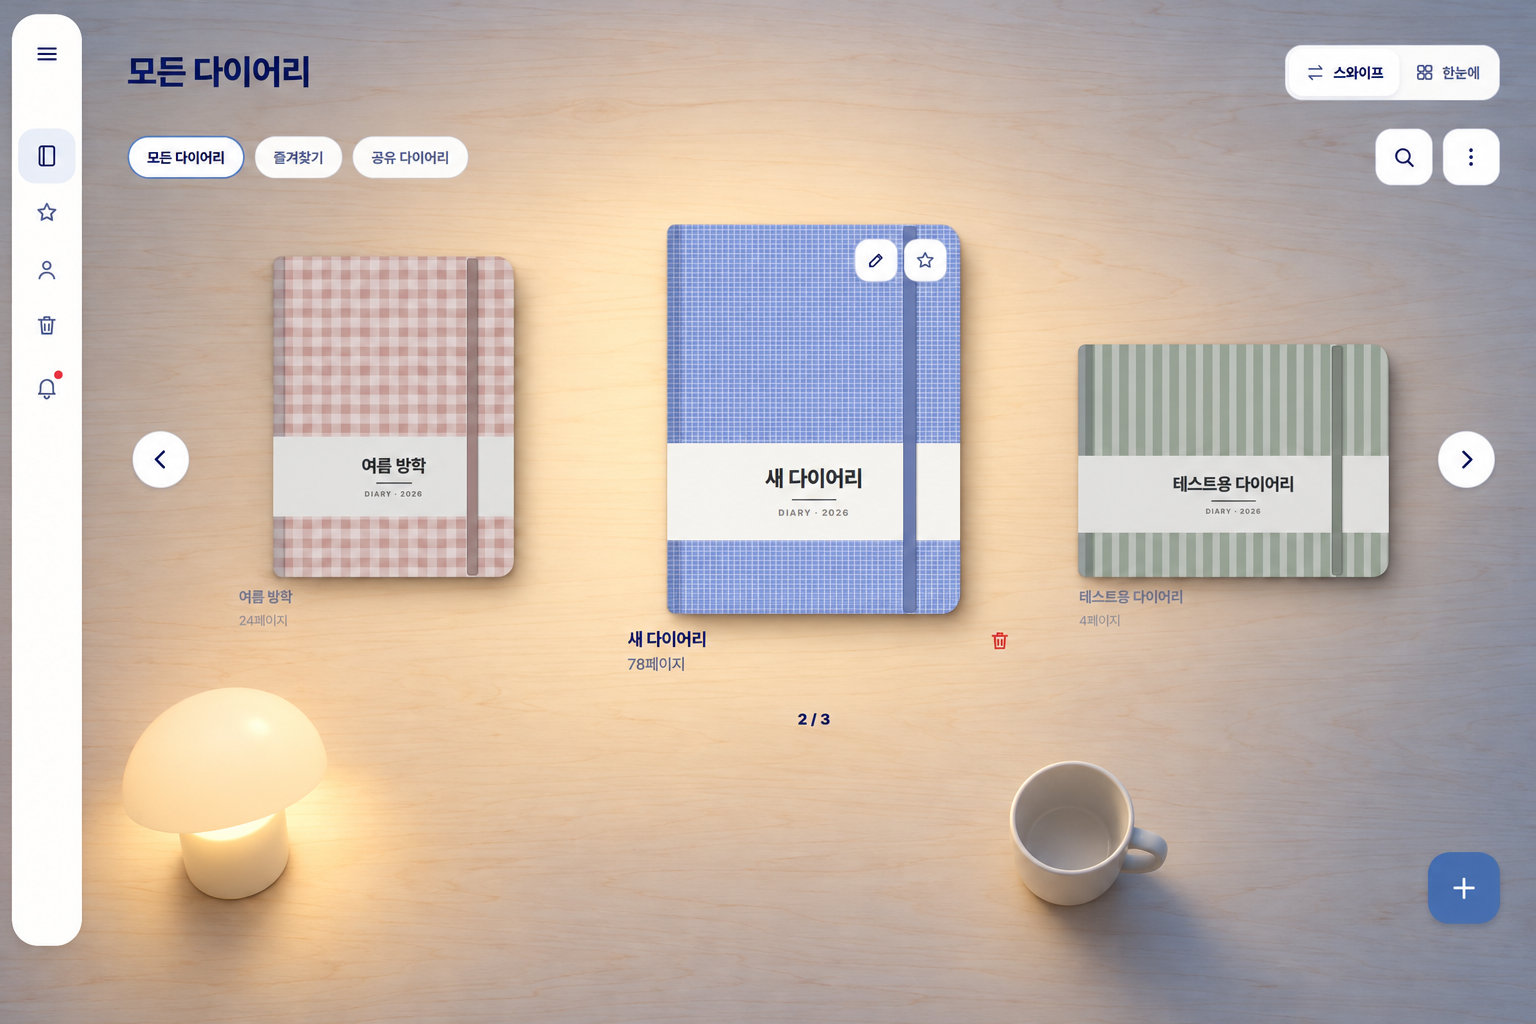 모든 다이어리
스와이프
한눈에
모든 다이어리
즐겨찾기
공유 다이어리
여름 방학
DIARY · 2026
새 다이어리
DIARY · 2026
테스트용 다이어리
DIARY · 2026
여름 방학
24페이지
새 다이어리
78페이지
테스트용 다이어리
4페이지
2 / 3